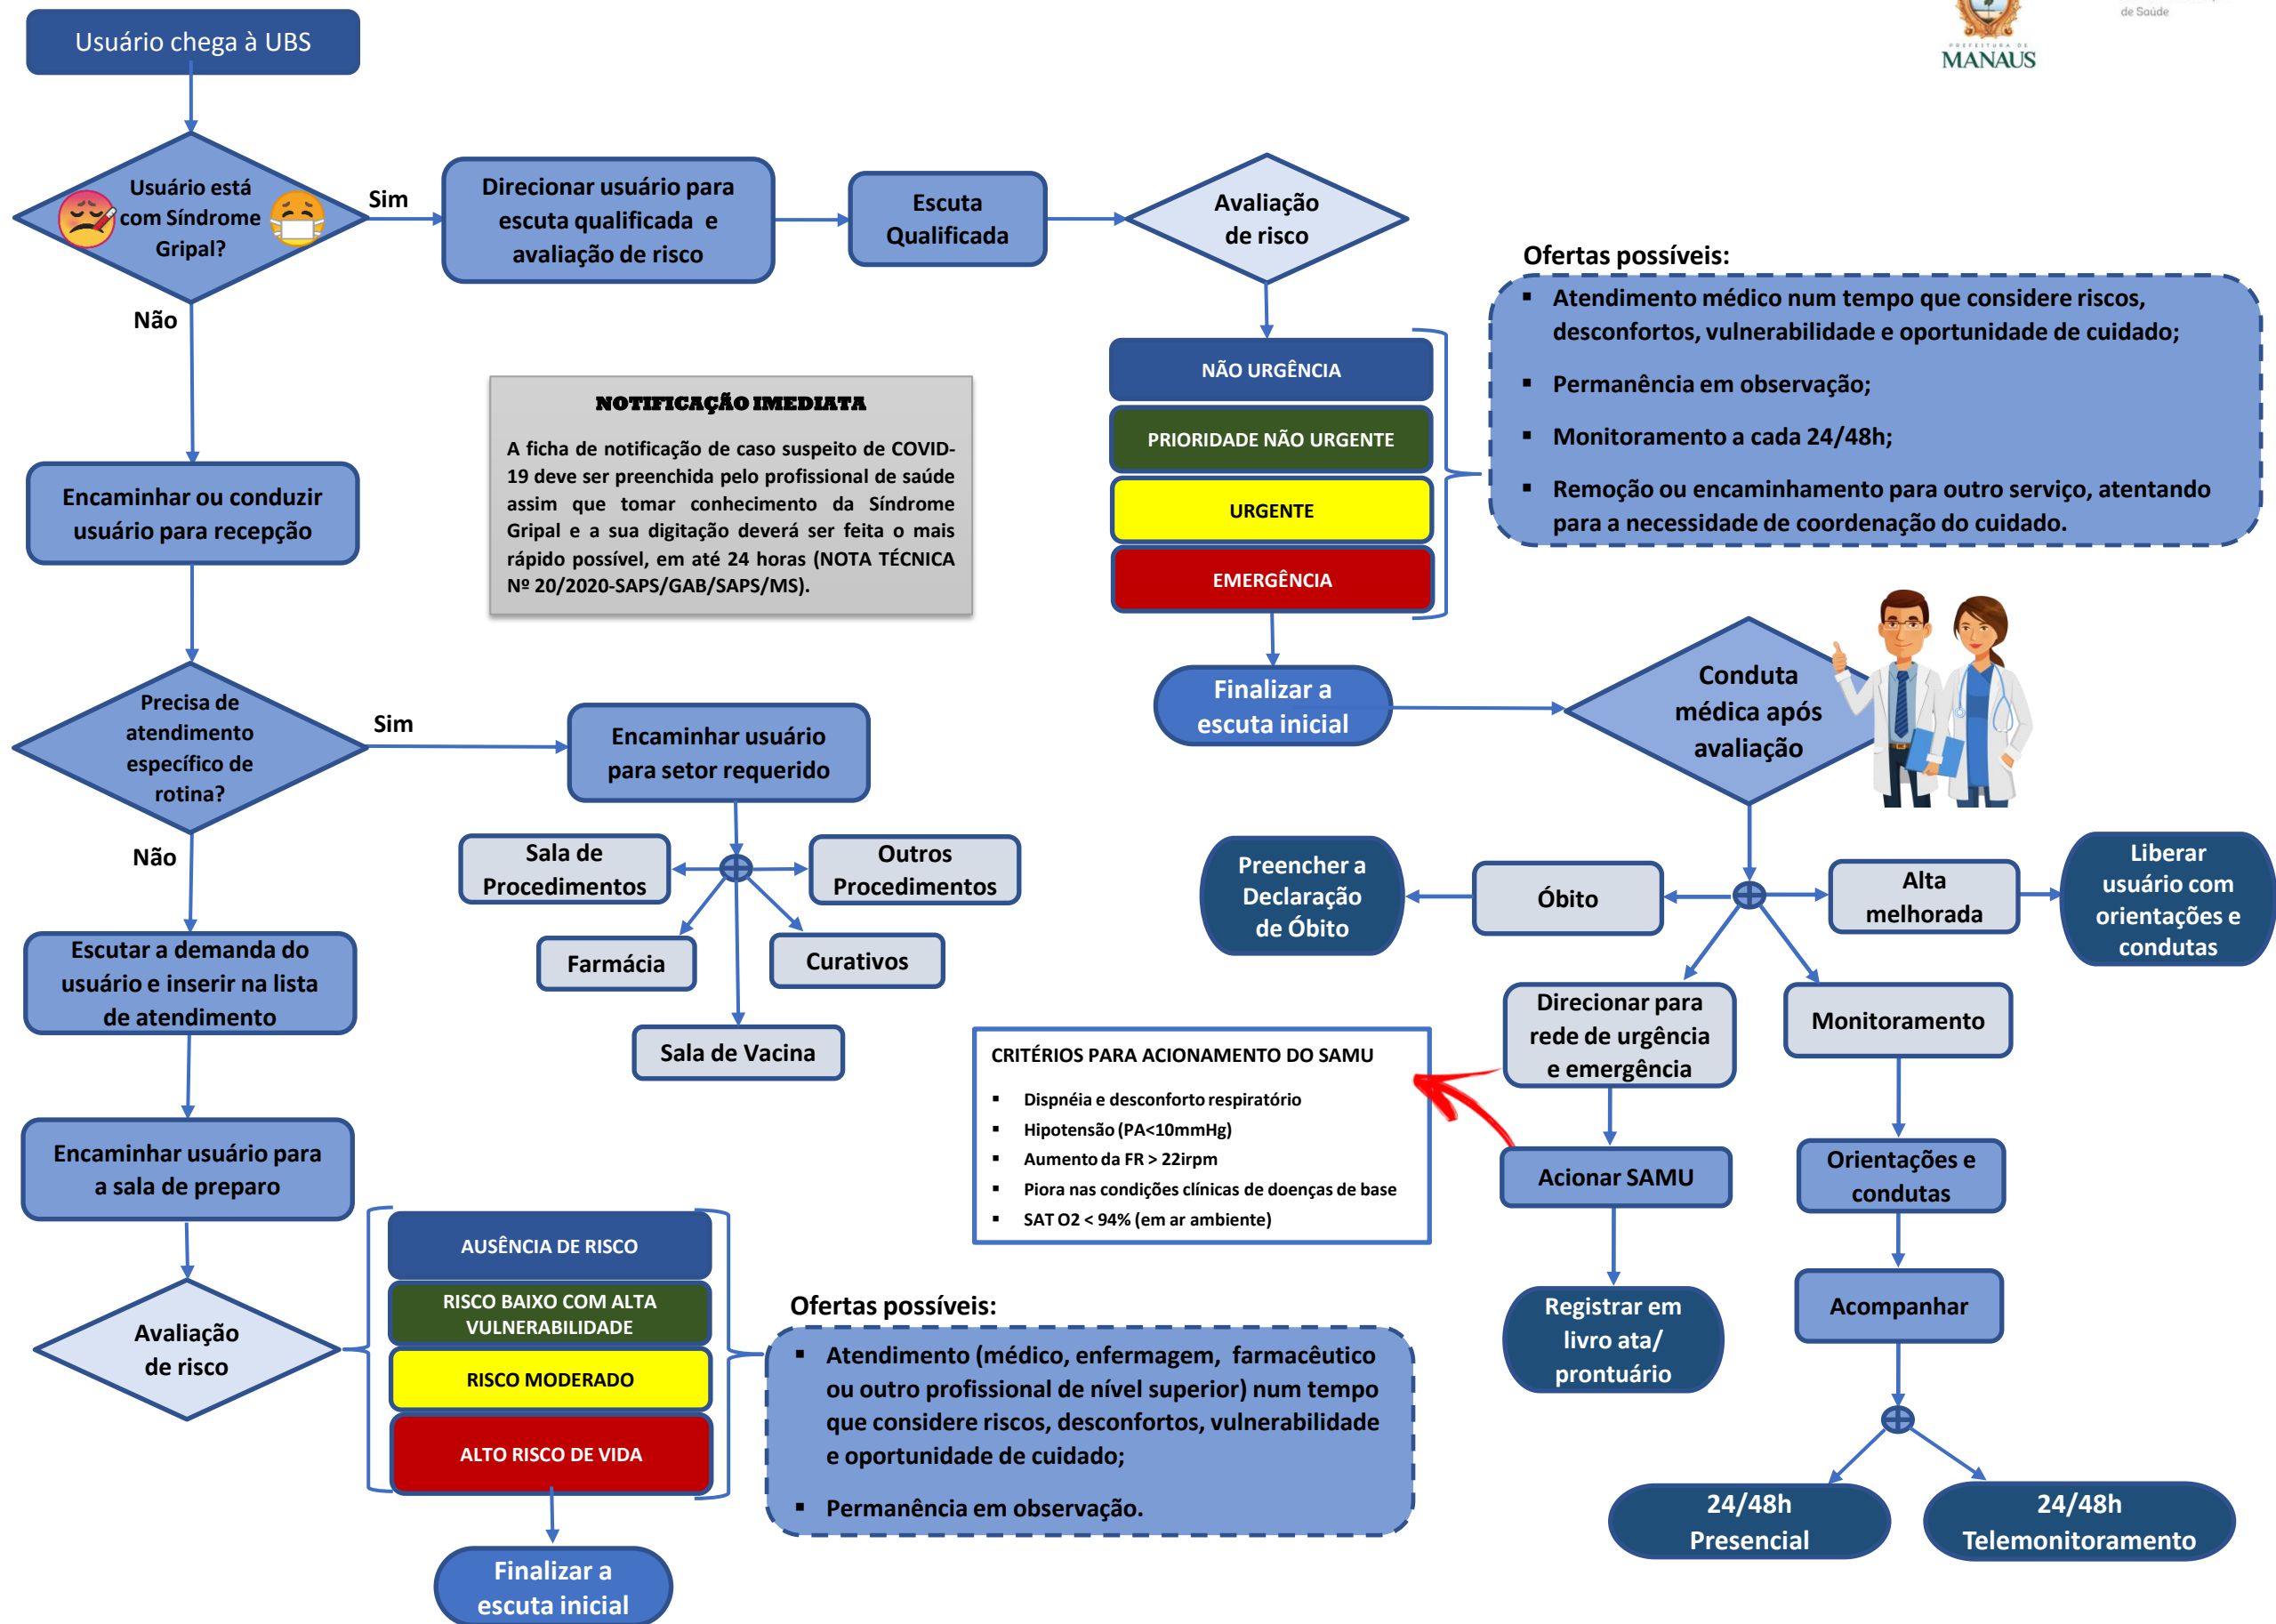 de Saúde
PREFEITURA DE
MANAUS
Usuário chega à UBS
Usuário está
com Síndrome
Gripal?
Sim
Não
Direcionar usuário para
escuta qualificada e
avaliação de risco
Escuta
Qualificada
Avaliação
de risco
Ofertas possíveis:
▪ Atendimento médico num tempo que considere riscos,
desconfortos, vulnerabilidade e oportunidade de cuidado;
▪ Permanência em observação;
▪ Monitoramento a cada 24/48h;
▪ Remoção ou encaminhamento para outro serviço, atentando
para a necessidade de coordenação do cuidado.
NÃO URGÊNCIA
PRIORIDADE NÃO URGENTE
URGENTE
EMERGÊNCIA
NOTIFICAÇÃO IMEDIATA
A ficha de notificação de caso suspeito de COVID-
19 deve ser preenchida pelo profissional de saúde
assim que tomar conhecimento da Síndrome
Gripal e a sua digitação deverá ser feita o mais
rápido possível, em até 24 horas (NOTA TÉCNICA
Nº 20/2020-SAPS/GAB/SAPS/MS).
Encaminhar ou conduzir
usuário para recepção
Finalizar a
escuta inicial
Conduta
médica após
avaliação
Precisa de
atendimento
específico de
rotina?
Sim
Não
Encaminhar usuário
para setor requerido
Sala de
Procedimentos
Outros
Procedimentos
Farmácia
Curativos
Sala de Vacina
Preencher a
Declaração
de Óbito
Óbito
Alta
melhorada
Liberar
usuário com
orientações e
condutas
Escutar a demanda do
usuário e inserir na lista
de atendimento
Direcionar para
rede de urgência
e emergência
Monitoramento
CRITÉRIOS PARA ACIONAMENTO DO SAMU
▪ Dispnéia e desconforto respiratório
▪ Hipotensão (PA<10mmHg)
▪ Aumento da FR > 22irpm
▪ Piora nas condições clínicas de doenças de base
▪ SAT O2 < 94% (em ar ambiente)
Acionar SAMU
Orientações e
condutas
Encaminhar usuário para
a sala de preparo
Avaliação
de risco
AUSÊNCIA DE RISCO
RISCO BAIXO COM ALTA
VULNERABILIDADE
RISCO MODERADO
ALTO RISCO DE VIDA
Ofertas possíveis:
▪ Atendimento (médico, enfermagem, farmacêutico
ou outro profissional de nível superior) num tempo
que considere riscos, desconfortos, vulnerabilidade
e oportunidade de cuidado;
▪ Permanência em observação.
Registrar em
livro ata/
prontuário
Acompanhar
24/48h
Presencial
24/48h
Telemonitoramento
Finalizar a
escuta inicial